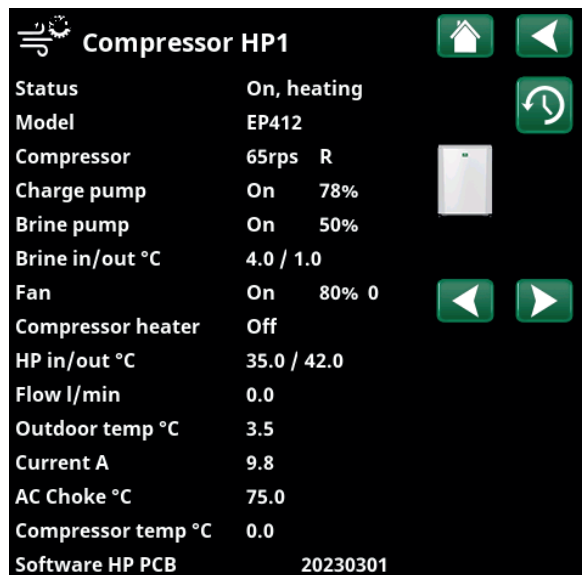 Compressor HP1
Status On, heating
Model EP412
Compressor 65rps R
Charge pump On 78%
Brine pump On 50%
Brine in/out °C 4.0 / 1.0
Fan On 80% 0
Compressor heater Off
HP in/out °C 35.0 / 42.0
Flow l/min 0.0
Outdoor temp °C 3.5
Current A 9.8
AC Choke °C 75.0
Compressor temp °C 0.0
Software HP PCB 20230301